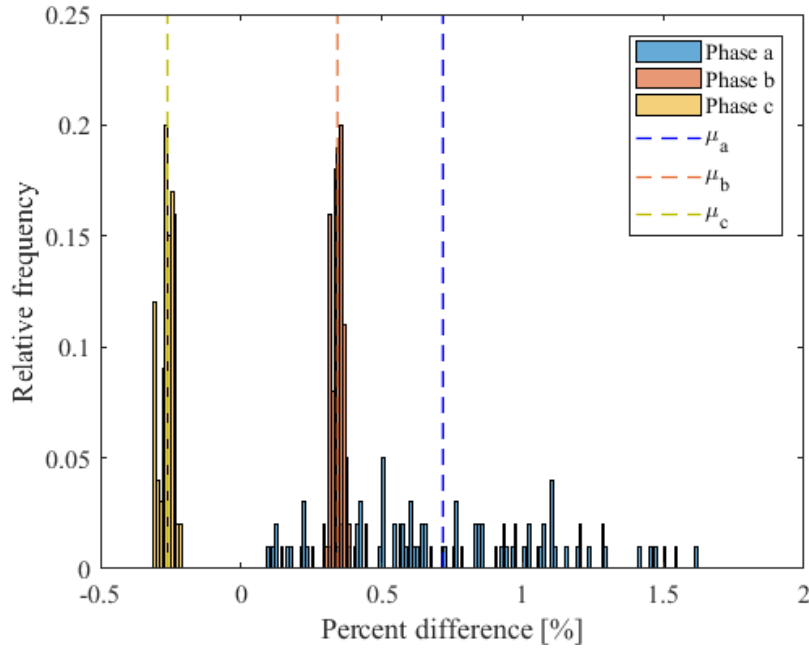 0.25
0.2
0.15
0.1
0.05
0
Relative frequency
-0.5
0
0.5
1
1.5
2
Percent difference [%]
Phase a
Phase b
Phase c
μa
μb
μc